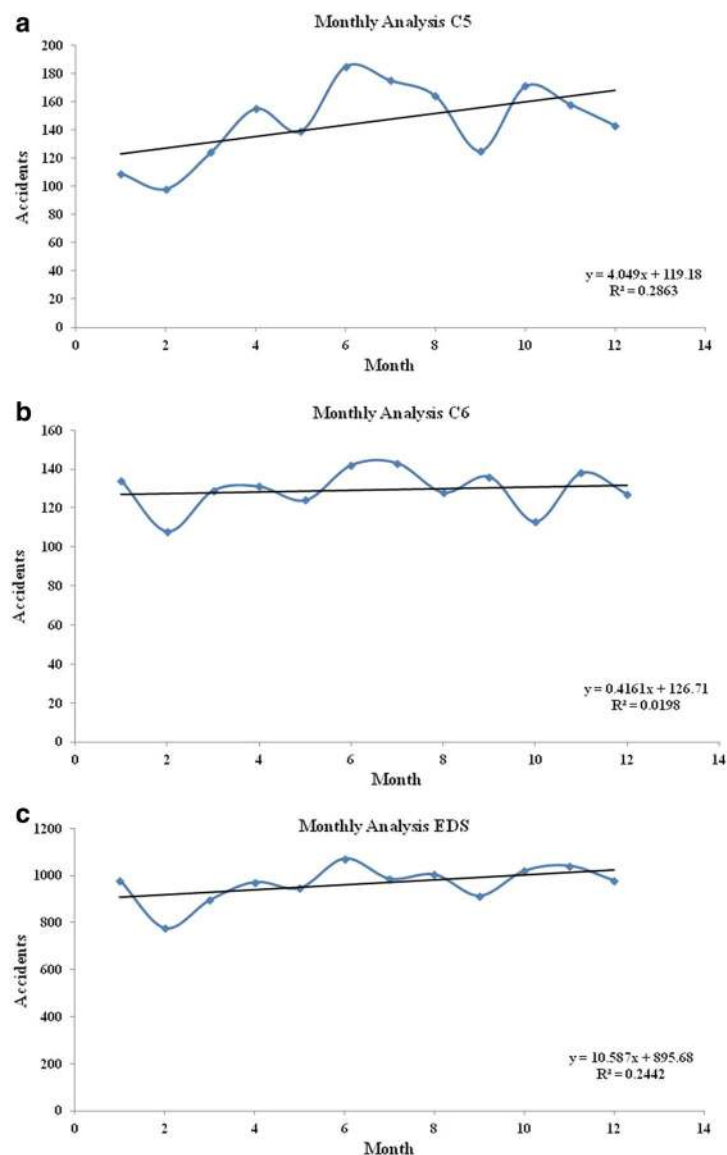 a
Monthly Analysis C5
200
180
160
140
120
100
80
60
40
20
0
Accidents
y = 4.049x + 119.18
R² = 0.2863
0 2 4 6 8 10 12 14
Month
b
Monthly Analysis C6
160
140
120
100
80
60
40
20
0
Accidents
y = 0.4161x + 126.71
R² = 0.0198
0 2 4 6 8 10 12 14
Month
c
Monthly Analysis EDS
1200
1000
800
600
400
200
0
Accidents
y = 10.587x + 895.68
R² = 0.2442
0 2 4 6 8 10 12 14
Month